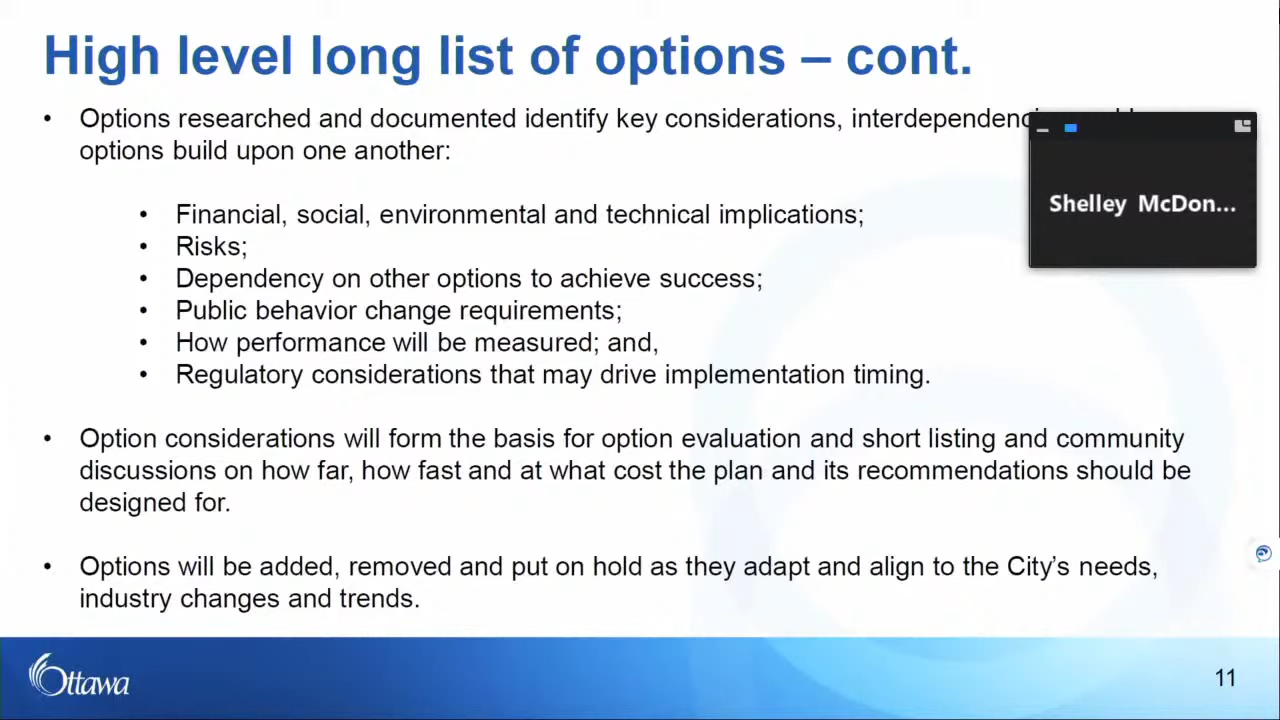 High level long list of options – cont.
• Options researched and documented identify key considerations,
options build upon one another:
• Financial, social, environmental and technical implications;
• Risks;
• Dependency on other options to achieve success;
• Public behavior change requirements;
• How performance will be measured; and,
• Regulatory considerations that may drive implementation timing.
• Option considerations will form the basis for option evaluation and short listing and community
discussions on how far, how fast and at what cost the plan and its recommendations should be
designed for.
• Options will be added, removed and put on hold as they adapt and align to the City’s needs,
industry changes and trends.
Shelley McDon...
Ottawa
11